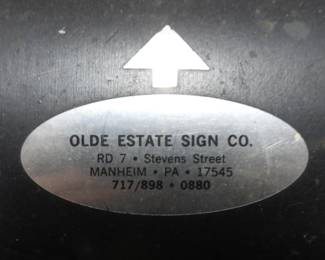 OLDE ESTATE SIGN CO.
RD 7 • Stevens Street
MANHEIM • PA • 17545
717/898 • 0880